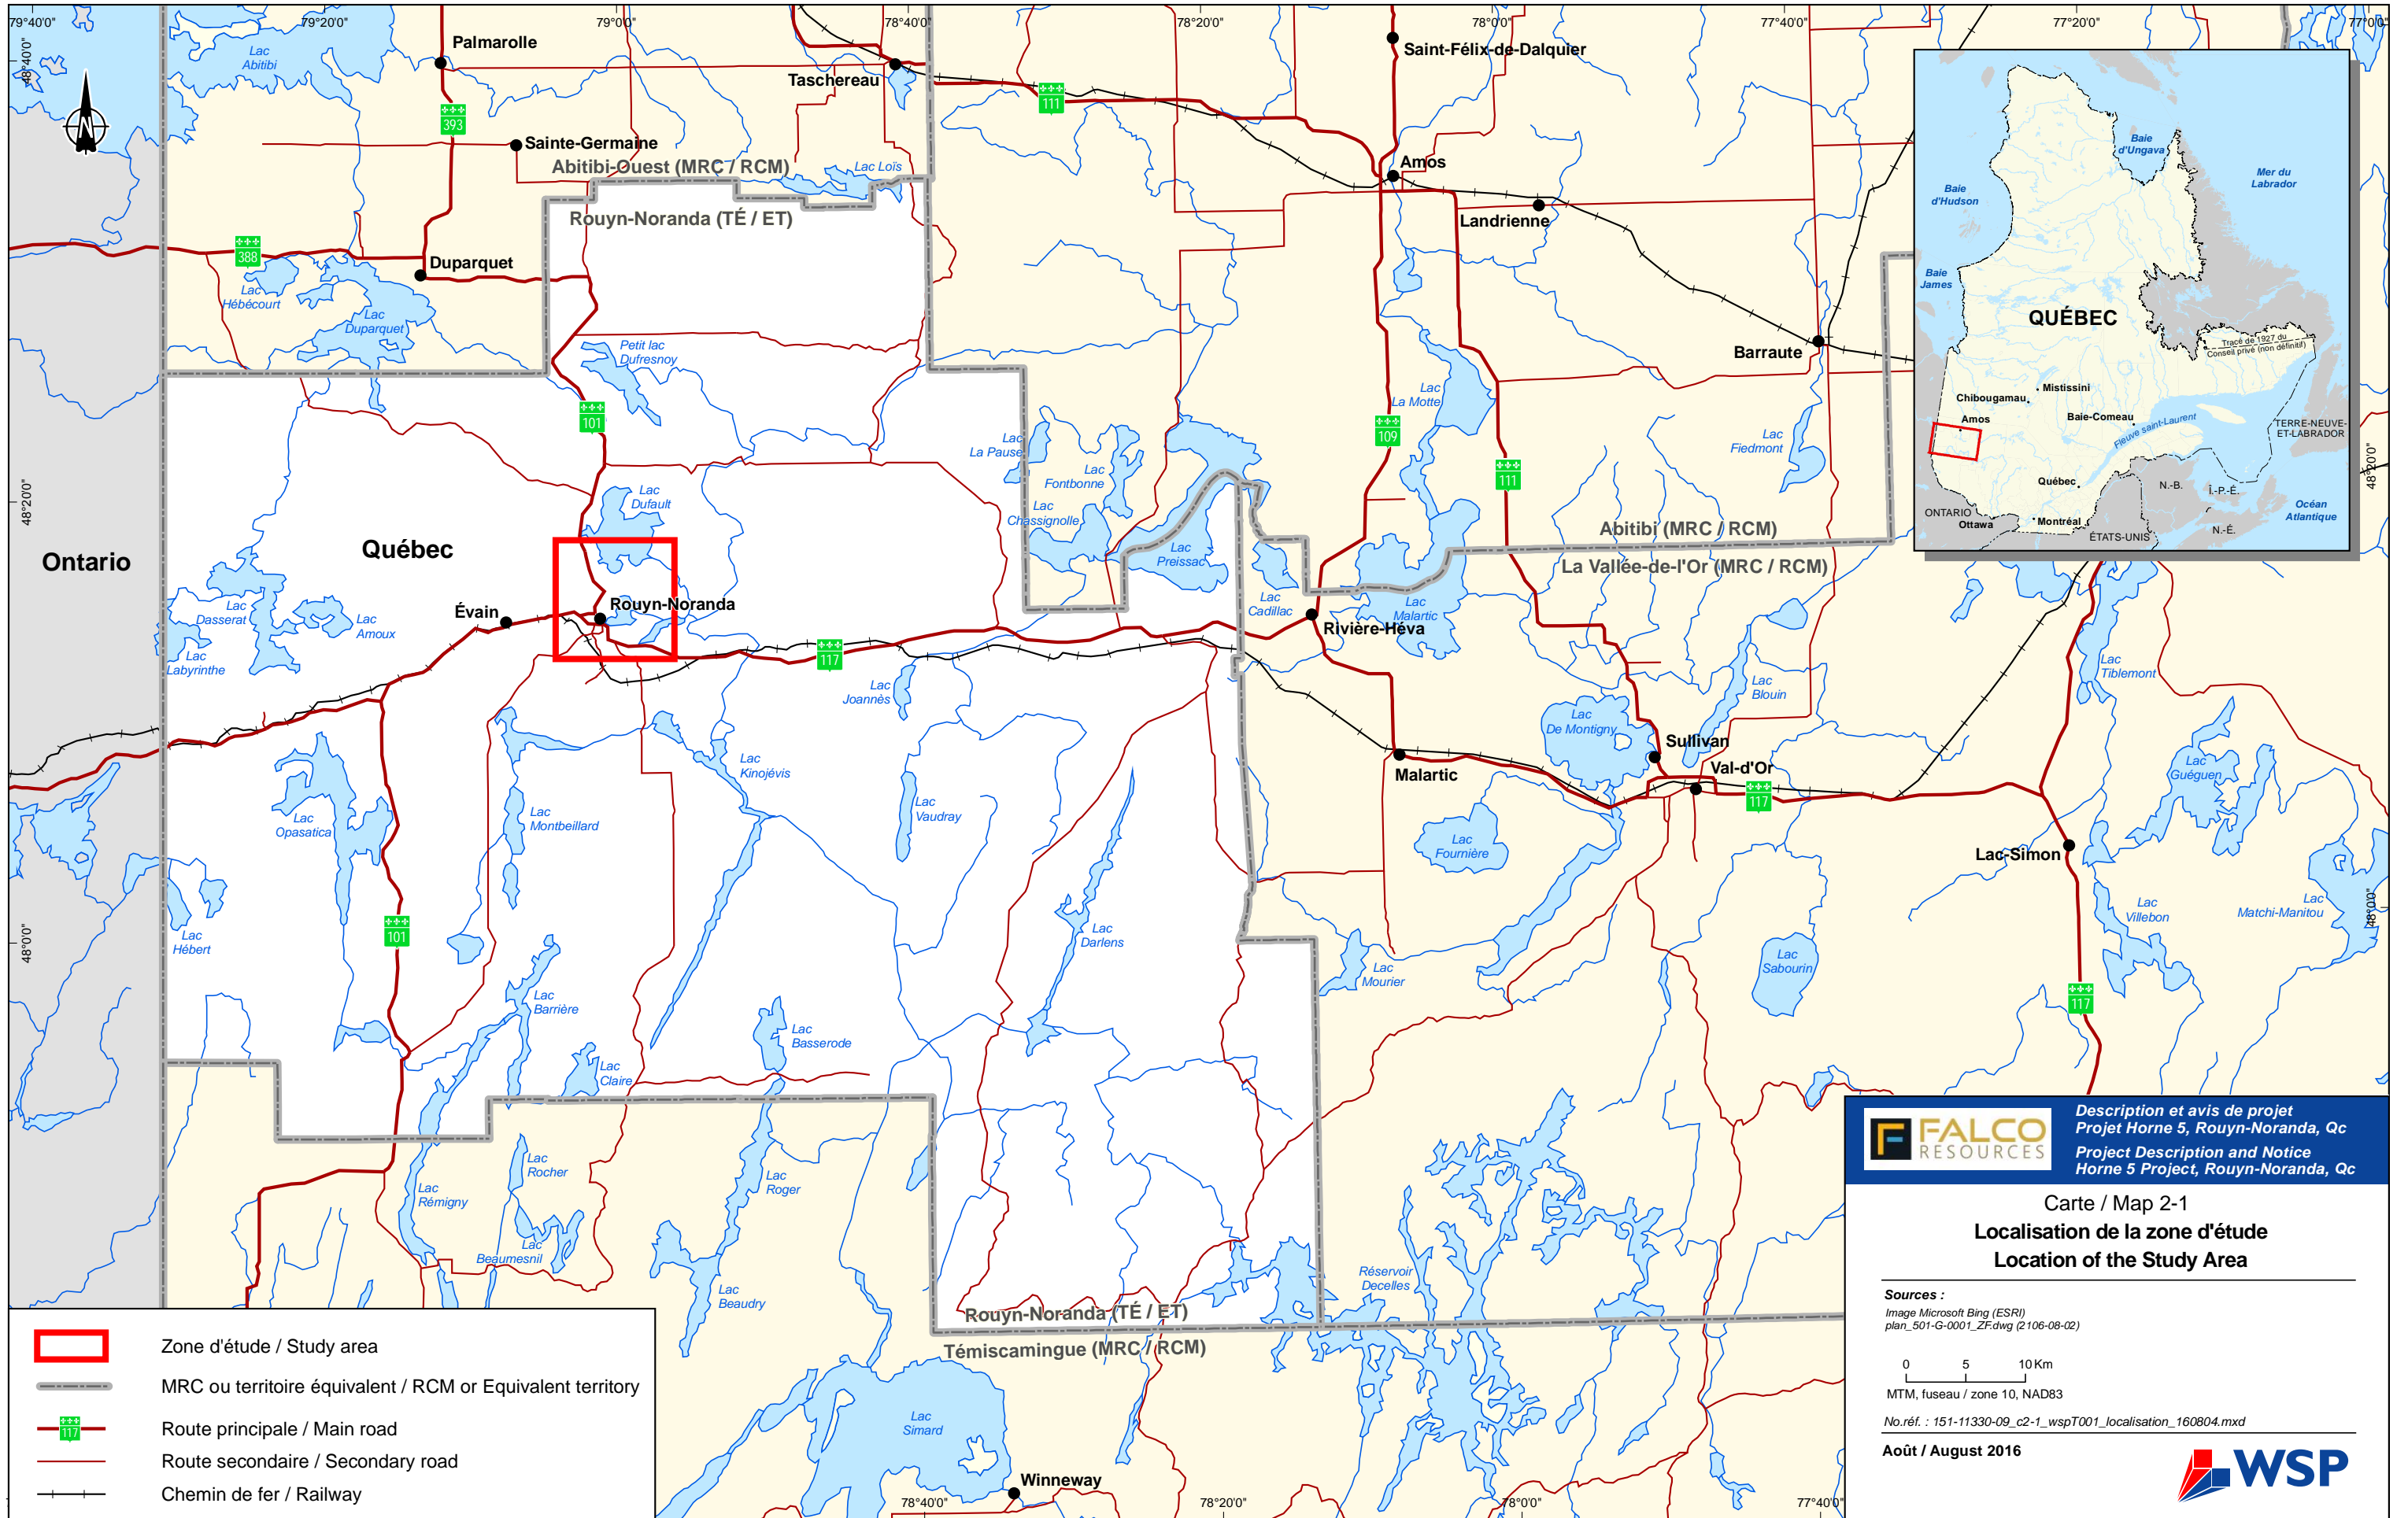 79°40'0"
79°20'0"
79°0'0"
78°40'0"
78°20'0"
78°0'0"
77°40'0"
77°20'0"
77°0'0"
48°40'0"
48°20'0"
48°0'0"
48°20'0"
48°0'0"
78°40'0"
78°20'0"
78°0'0"
77°40'0"
Lac
Abitibi
Palmarolle
Taschereau
Saint-Félix-de-Dalquier
393
111
Sainte-Germaine
Abitibi-Ouest (MRC / RCM)
Lac Loïs
Rouyn-Noranda (TÉ / ET)
Amos
Landrienne
388
Duparquet
Lac
Hébécourt
Lac
Duparquet
Petit lac
Dufresnoy
Barraute
101
Lac
La Motte
109
Lac
La Pause
Lac
Fontbonne
Lac
Fiedmont
111
Lac
Dufault
Lac
Chassignolle
Ontario
Québec
Lac
Preissac
Abitibi (MRC / RCM)
La Vallée-de-l'Or (MRC / RCM)
Lac
Dasserat
Lac
Amoux
Lac
Labyrinthe
Évain
Rouyn-Noranda
Lac
Cadillac
Lac
Malartic
Rivière-Héva
117
Lac
Joannès
Lac
Blouin
Lac
Tiblemont
Lac
De Montigny
Sullivan
Val-d'Or
Malartic
117
Lac
Guéguen
Lac
Kinojévis
Lac
Opasatica
Lac
Montbeillard
Lac
Vaudray
Lac
Fournière
Lac-Simon
Lac
Hébert
101
Lac
Darlens
Lac
Mourier
Lac
Sabourin
Lac
Villebon
Lac
Matchi-Manitou
117
Lac
Barrière
Lac
Basserode
Lac
Claire
Lac
Rocher
Lac
Rémigny
Lac
Roger
Lac
Beaumesnil
Lac
Beaudry
Réservoir
Decelles
Rouyn-Noranda (TÉ / ET)
Témiscamingue (MRC / RCM)
Lac
Simard
Winneway
Baie
d'Ungava
Baie
d'Hudson
Mer du
Labrador
Baie
James
QUÉBEC
Tracé de 1927 du
Conseil privé (non définitif)
Mistissini
Chibougamau
Amos
Baie-Comeau
Fleuve saint-Laurent
TERRE-NEUVE-
ET-LABRADOR
Québec
N.-B.
Î.-P.-É.
ONTARIO
Ottawa
Montréal
N.-É.
Océan
Atlantique
ÉTATS-UNIS
Zone d'étude / Study area
MRC ou territoire équivalent / RCM or Equivalent territory
117
Route principale / Main road
Route secondaire / Secondary road
Chemin de fer / Railway
FALCO
RESOURCES
Description et avis de projet
Projet Horne 5, Rouyn-Noranda, Qc
Project Description and Notice
Horne 5 Project, Rouyn-Noranda, Qc
Carte / Map 2-1
Localisation de la zone d'étude
Location of the Study Area
Sources :
Image Microsoft Bing (ESRI)
plan_501-G-0001_ZF.dwg (2106-08-02)
0 5 10 Km
MTM, fuseau / zone 10, NAD83
No.réf. : 151-11330-09_c2-1_wspT001_localisation_160804.mxd
Août / August 2016
WSP